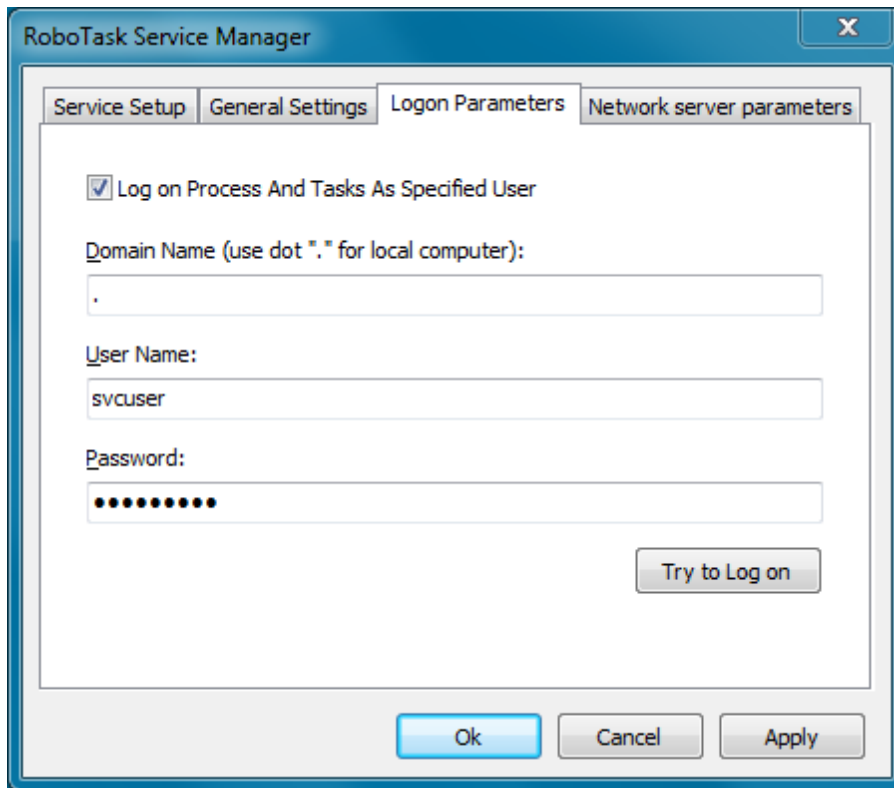 RoboTask Service Manager
Service Setup General Settings Logon Parameters Network server parameters
Log on Process And Tasks As Specified User
Domain Name (use dot "." for local computer):
.
User Name:
svcuser
Password:
●●●●●●●●●
Try to Log on
Ok Cancel Apply